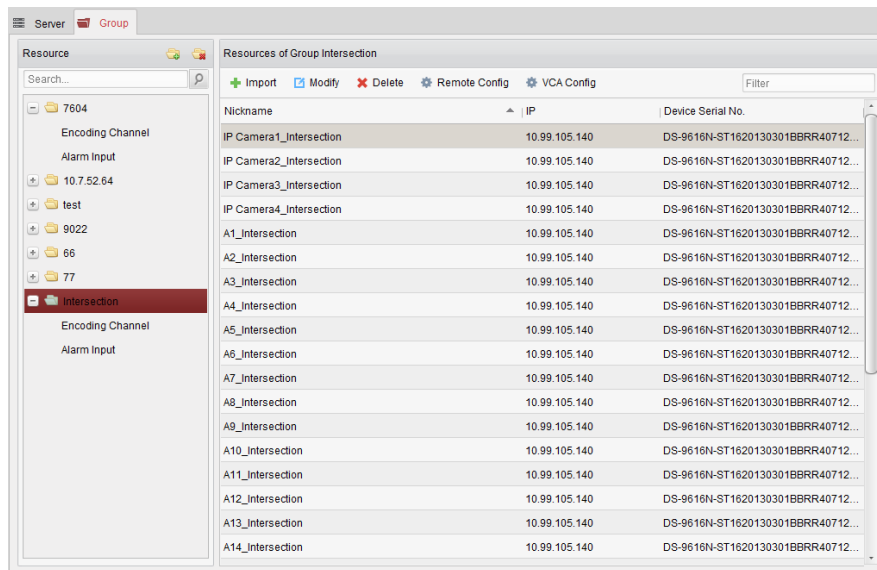 Server Group
Resource
Search...
7604
Encoding Channel
Alarm Input
10.7.52.64
test
9022
66
77
Intersection
Encoding Channel
Alarm Input
Resources of Group Intersection
Import Modify Delete Remote Config VCA Config Filter
Nickname IP Device Serial No.
IP Camera1_Intersection 10.99.105.140 DS-9616N-ST1620130301BBRR40712...
IP Camera2_Intersection 10.99.105.140 DS-9616N-ST1620130301BBRR40712...
IP Camera3_Intersection 10.99.105.140 DS-9616N-ST1620130301BBRR40712...
IP Camera4_Intersection 10.99.105.140 DS-9616N-ST1620130301BBRR40712...
A1_Intersection 10.99.105.140 DS-9616N-ST1620130301BBRR40712...
A2_Intersection 10.99.105.140 DS-9616N-ST1620130301BBRR40712...
A3_Intersection 10.99.105.140 DS-9616N-ST1620130301BBRR40712...
A4_Intersection 10.99.105.140 DS-9616N-ST1620130301BBRR40712...
A5_Intersection 10.99.105.140 DS-9616N-ST1620130301BBRR40712...
A6_Intersection 10.99.105.140 DS-9616N-ST1620130301BBRR40712...
A7_Intersection 10.99.105.140 DS-9616N-ST1620130301BBRR40712...
A8_Intersection 10.99.105.140 DS-9616N-ST1620130301BBRR40712...
A9_Intersection 10.99.105.140 DS-9616N-ST1620130301BBRR40712...
A10_Intersection 10.99.105.140 DS-9616N-ST1620130301BBRR40712...
A11_Intersection 10.99.105.140 DS-9616N-ST1620130301BBRR40712...
A12_Intersection 10.99.105.140 DS-9616N-ST1620130301BBRR40712...
A13_Intersection 10.99.105.140 DS-9616N-ST1620130301BBRR40712...
A14_Intersection 10.99.105.140 DS-9616N-ST1620130301BBRR40712...